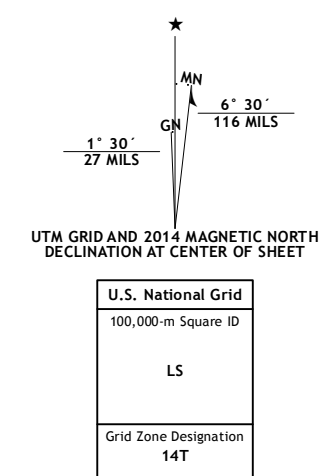 ★
MN
6° 30´
116 MILS
GN
1° 30´
27 MILS
UTM GRID AND 2014 MAGNETIC NORTH
DECLINATION AT CENTER OF SHEET
U.S. National Grid
100,000-m Square ID
LS
Grid Zone Designation
14T